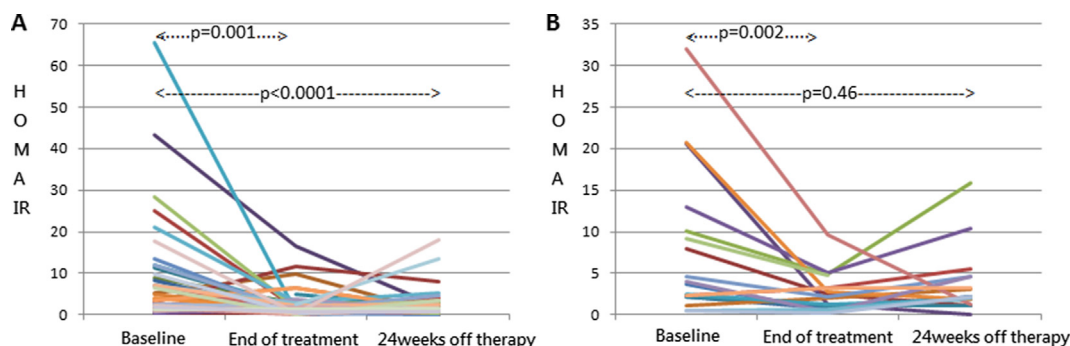 A
70
60
50
40
30
20
10
0
H
O
M
A
IR
<.....p=0.001....>
<---------------p<0.0001--------------->
Baseline
End of treatment
24weeks off therapy
B
35
30
25
20
15
10
5
0
H
O
M
A
IR
<.....p=0.002.....>
<----------------p=0.46---------------->
Baseline
End of treatment
24weeks off therapy